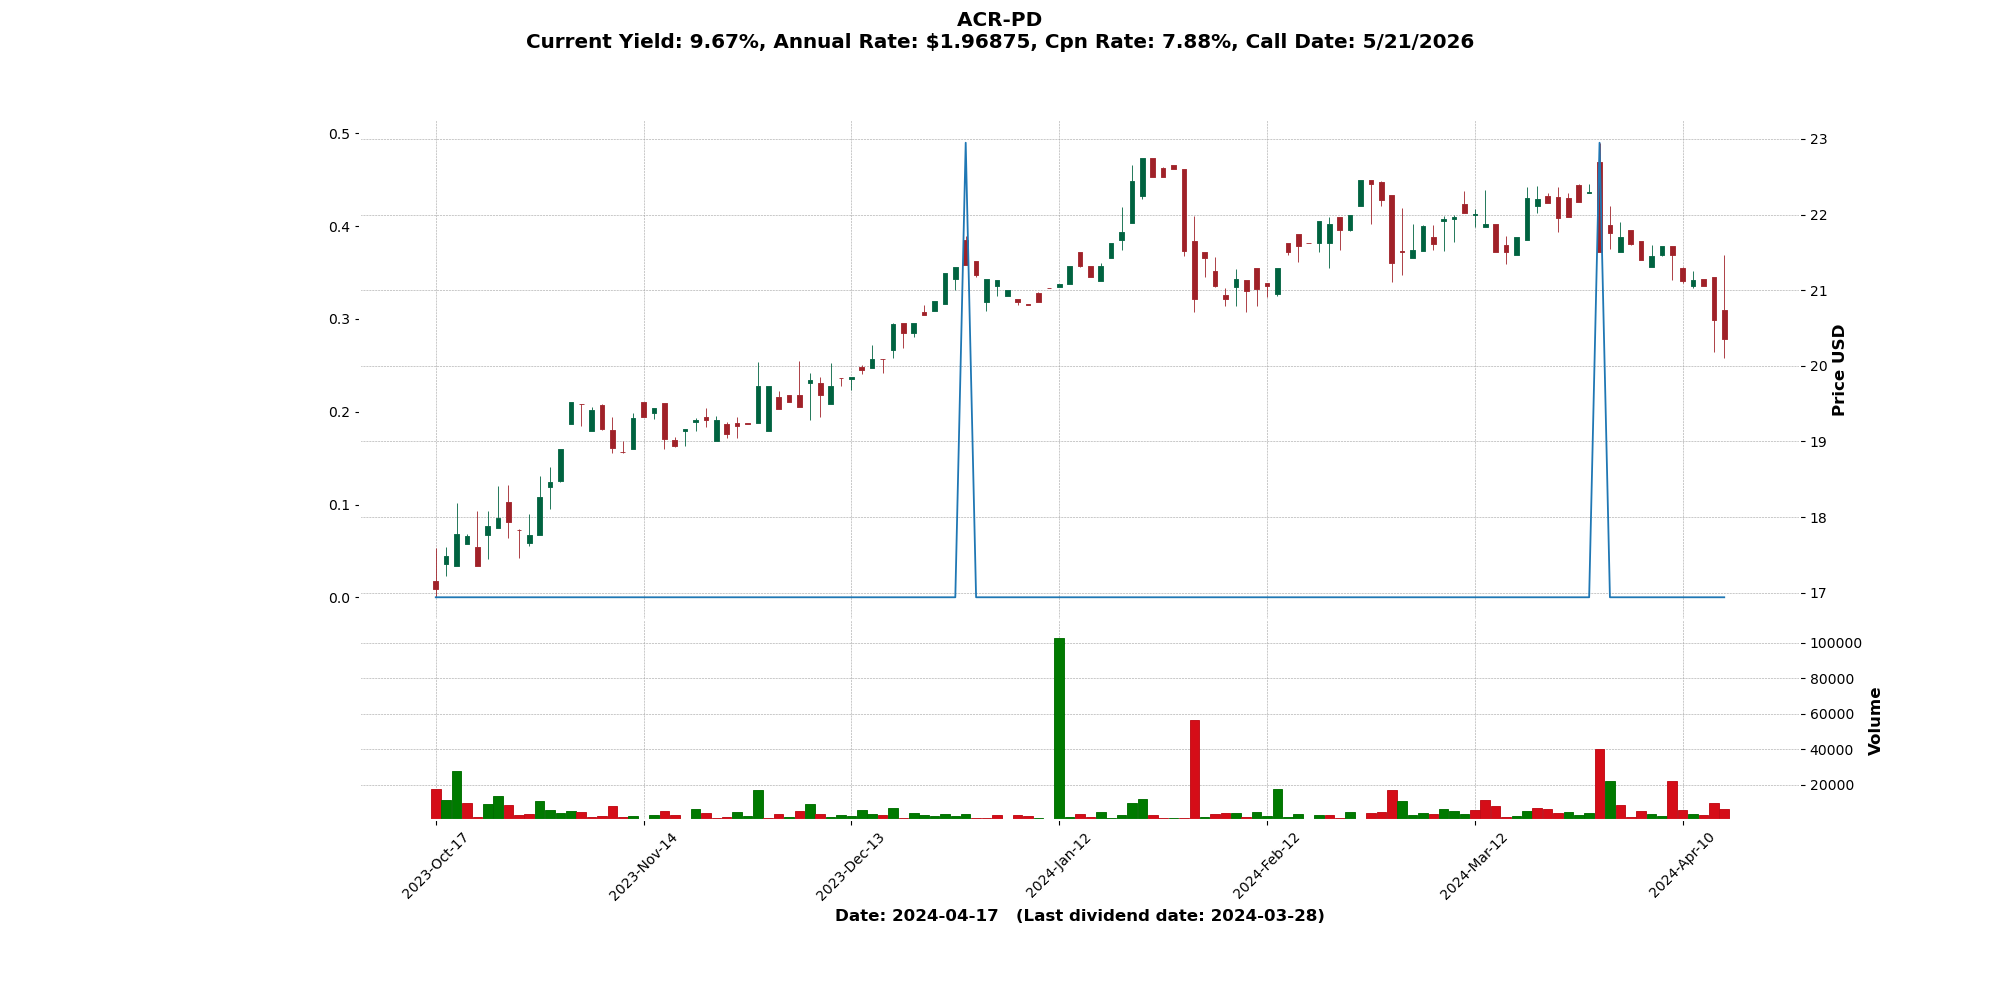 ACR-PD
Current Yield: 9.67%, Annual Rate: $1.96875, Cpn Rate: 7.88%, Call Date: 5/21/2026
0.5
0.4
0.3
0.2
0.1
0.0
23
22
21
20
19
18
17
Price USD
100000
80000
60000
40000
20000
Volume
2023-Oct-17
2023-Nov-14
2023-Dec-13
2024-Jan-12
2024-Feb-12
2024-Mar-12
2024-Apr-10
Date: 2024-04-17 (Last dividend date: 2024-03-28)